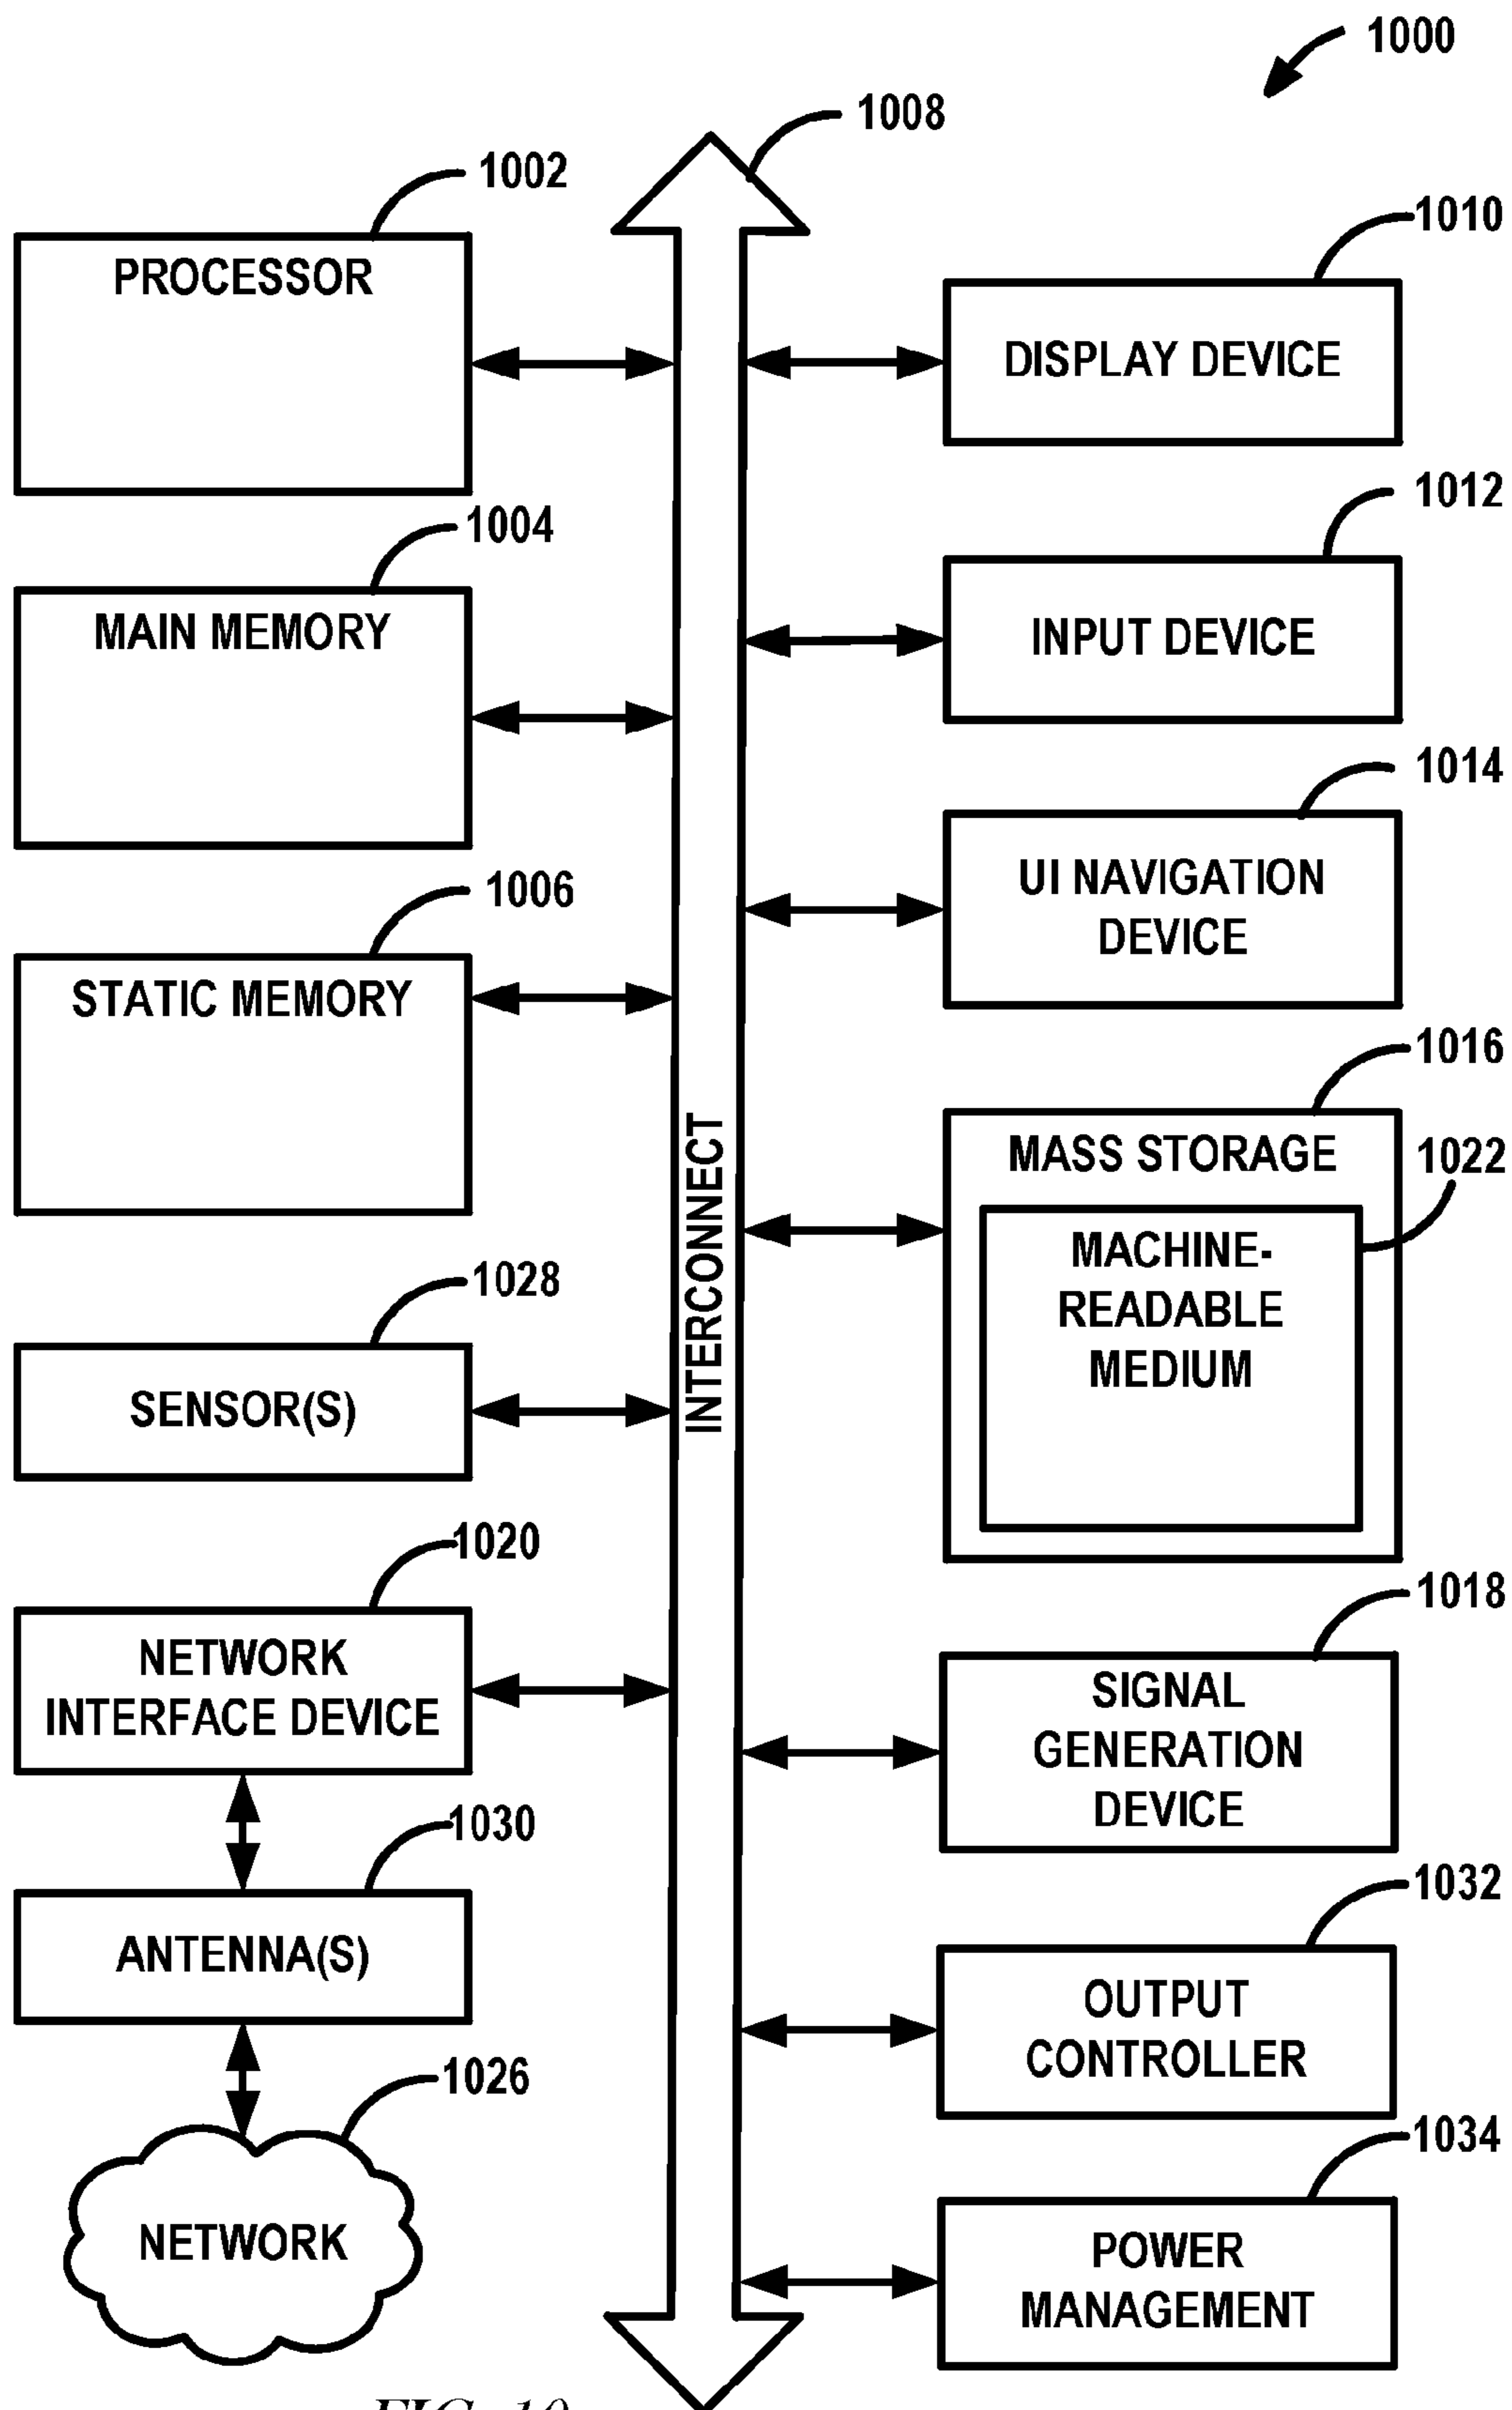 1000
1008
1002
PROCESSOR
1010
DISPLAY DEVICE
1004
MAIN MEMORY
1012
INPUT DEVICE
1014
UI NAVIGATION
DEVICE
1006
STATIC MEMORY
1016
MASS STORAGE
1022
MACHINE-
READABLE
MEDIUM
INTERCONNECT
1028
SENSOR(S)
1020
NETWORK
INTERFACE DEVICE
1018
SIGNAL
GENERATION
DEVICE
1030
ANTENNA(S)
1032
OUTPUT
CONTROLLER
1026
NETWORK
1034
POWER
MANAGEMENT
FIG. 10